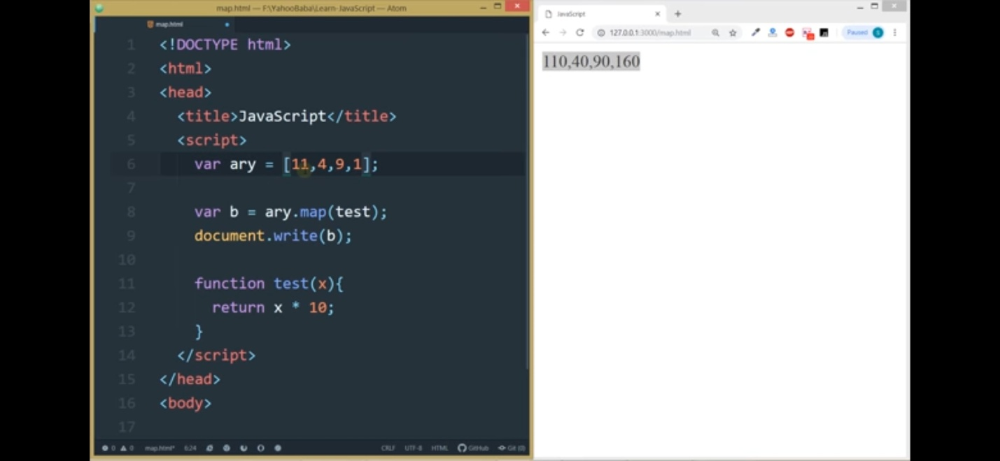 map.html — F:\YahooBaba\Learn-JavaScript — Atom
map.html
1 <!DOCTYPE html>
2 <html>
3 <head>
4 <title>JavaScript</title>
5 <script>
6 var ary = [11,4,9,1];
7
8 var b = ary.map(test);
9 document.write(b);
10
11 function test(x){
12 return x * 10;
13 }
14 </script>
15 </head>
16 <body>
17
0 0 map.html* 6:24 CRLF UTF-8 HTML GitHub Git (0)
JavaScript
127.0.0.1:3000/map.html Paused S
110,40,90,160